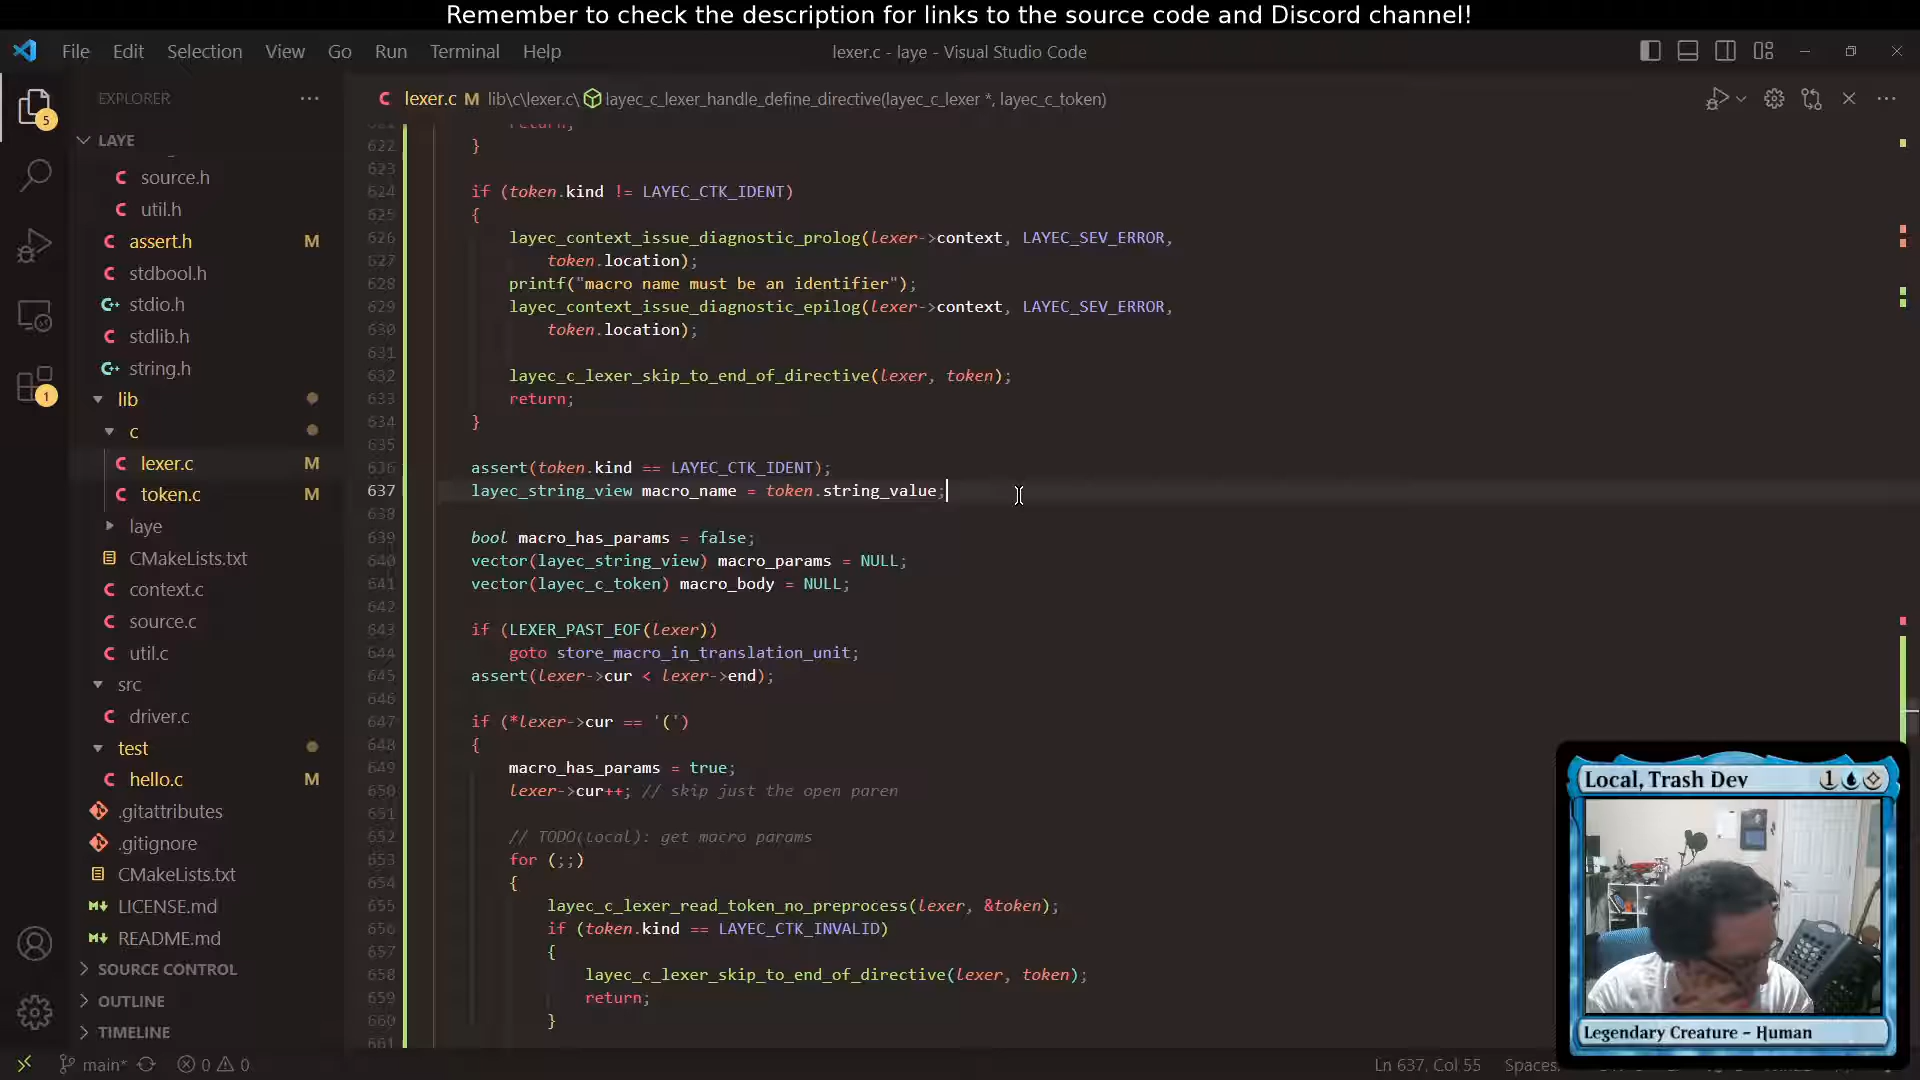 Remember to check the description for links to the source code and Discord channel!
File Edit Selection View Go Run Terminal Help
lexer.c - laye - Visual Studio Code
EXPLORER
lexer.c M lib\c\lexer.c\ layec_c_lexer_handle_define_directive(layec_c_lexer *, layec_c_token)
5
LAYE
source.h
util.h
assert.h M
stdbool.h
stdio.h
stdlib.h
string.h
lib
c
lexer.c M
token.c M
laye
CMakeLists.txt
context.c
source.c
util.c
src
driver.c
test
hello.c M
.gitattributes
.gitignore
CMakeLists.txt
LICENSE.md
README.md
SOURCE CONTROL
OUTLINE
TIMELINE
1
return;
622 }
623
624 if (token.kind != LAYEC_CTK_IDENT)
625 {
626 layec_context_issue_diagnostic_prolog(lexer->context, LAYEC_SEV_ERROR,
627 token.location);
628 printf("macro name must be an identifier");
629 layec_context_issue_diagnostic_epilog(lexer->context, LAYEC_SEV_ERROR,
630 token.location);
631
632 layec_c_lexer_skip_to_end_of_directive(lexer, token);
633 return;
634 }
635
636 assert(token.kind == LAYEC_CTK_IDENT);
637 layec_string_view macro_name = token.string_value;
638
639 bool macro_has_params = false;
640 vector(layec_string_view) macro_params = NULL;
641 vector(layec_c_token) macro_body = NULL;
642
643 if (LEXER_PAST_EOF(lexer))
644 goto store_macro_in_translation_unit;
645 assert(lexer->cur < lexer->end);
646
647 if (*lexer->cur == '(')
648 {
649 macro_has_params = true;
650 lexer->cur++; // skip just the open paren
651
652 // TODO(local): get macro params
653 for (;;)
654 {
655 layec_c_lexer_read_token_no_preprocess(lexer, &token);
656 if (token.kind == LAYEC_CTK_INVALID)
657 {
658 layec_c_lexer_skip_to_end_of_directive(lexer, token);
659 return;
660 }
661
Local, Trash Dev 1
Legendary Creature – Human
main* 0 0
Ln 637, Col 55 Spaces: